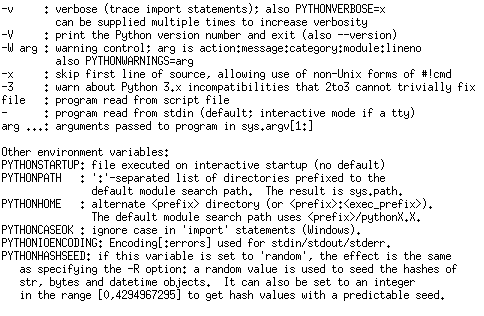 -v     : verbose (trace import statements); also PYTHONVERBOSE=x
         can be supplied multiple times to increase verbosity
-V     : print the Python version number and exit (also --version)
-W arg : warning control; arg is action:message:category:module:lineno
         also PYTHONWARNINGS=arg
-x     : skip first line of source, allowing use of non-Unix forms of #!cmd
-3     : warn about Python 3.x incompatibilities that 2to3 cannot trivially fix
file   : program read from script file
-      : program read from stdin (default; interactive mode if a tty)
arg ...: arguments passed to program in sys.argv[1:]

Other environment variables:
PYTHONSTARTUP: file executed on interactive startup (no default)
PYTHONPATH   : ':'-separated list of directories prefixed to the
               default module search path.  The result is sys.path.
PYTHONHOME   : alternate <prefix> directory (or <prefix>:<exec_prefix>).
               The default module search path uses <prefix>/pythonX.X.
PYTHONCASEOK : ignore case in 'import' statements (Windows).
PYTHONIOENCODING: Encoding[:errors] used for stdin/stdout/stderr.
PYTHONHASHSEED: if this variable is set to 'random', the effect is the same
   as specifying the -R option: a random value is used to seed the hashes of
   str, bytes and datetime objects.  It can also be set to an integer
   in the range [0,4294967295] to get hash values with a predictable seed.